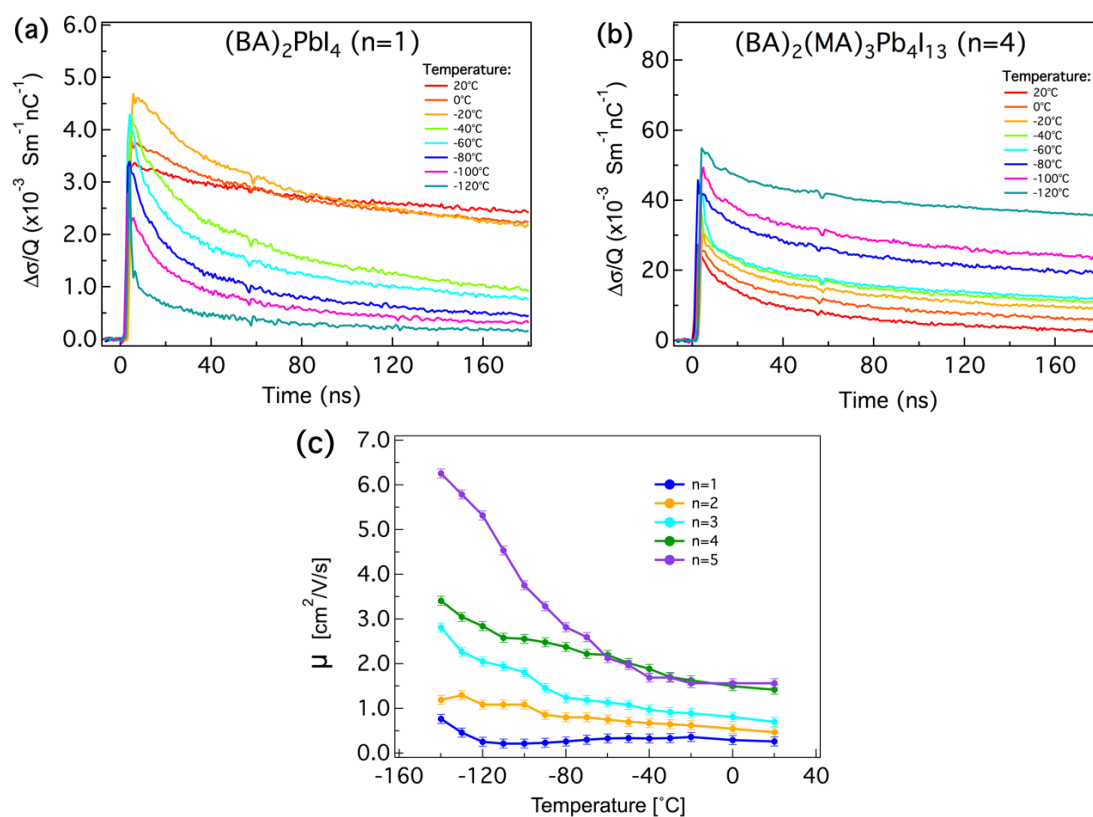 (a)
(BA)₂PbI₄ (n=1)
Δσ/Q (x10⁻³ Sm⁻¹nC⁻¹)
6.0
5.0
4.0
3.0
2.0
1.0
0.0
Temperature:
20°C
0°C
-20°C
-40°C
-60°C
-80°C
-100°C
-120°C
0 40 80 120 160
Time (ns)
(b)
(BA)₂(MA)₃Pb₄I₁₃ (n=4)
Δσ/Q (x10⁻³ Sm⁻¹nC⁻¹)
80
60
40
20
0
Temperature:
20°C
0°C
-20°C
-40°C
-60°C
-80°C
-100°C
-120°C
0 40 80 120 160
Time (ns)
(c)
μ [cm²/V/s]
7.0
6.0
5.0
4.0
3.0
2.0
1.0
0.0
n=1
n=2
n=3
n=4
n=5
-160 -120 -80 -40 0 40
Temperature [°C]